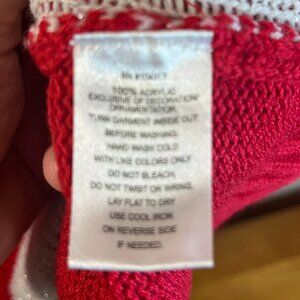 100% ACRYLIC
EXCLUSIVE OF DECORATION/
ORNAMENTATION.
TURN GARMENT INSIDE OUT
BEFORE WASHING.
HAND WASH COLD
WITH LIKE COLORS ONLY
DO NOT BLEACH.
DO NOT TWIST OR WRING.
LAY FLAT TO DRY
USE COOL IRON
ON REVERSE SIDE
IF NEEDED.